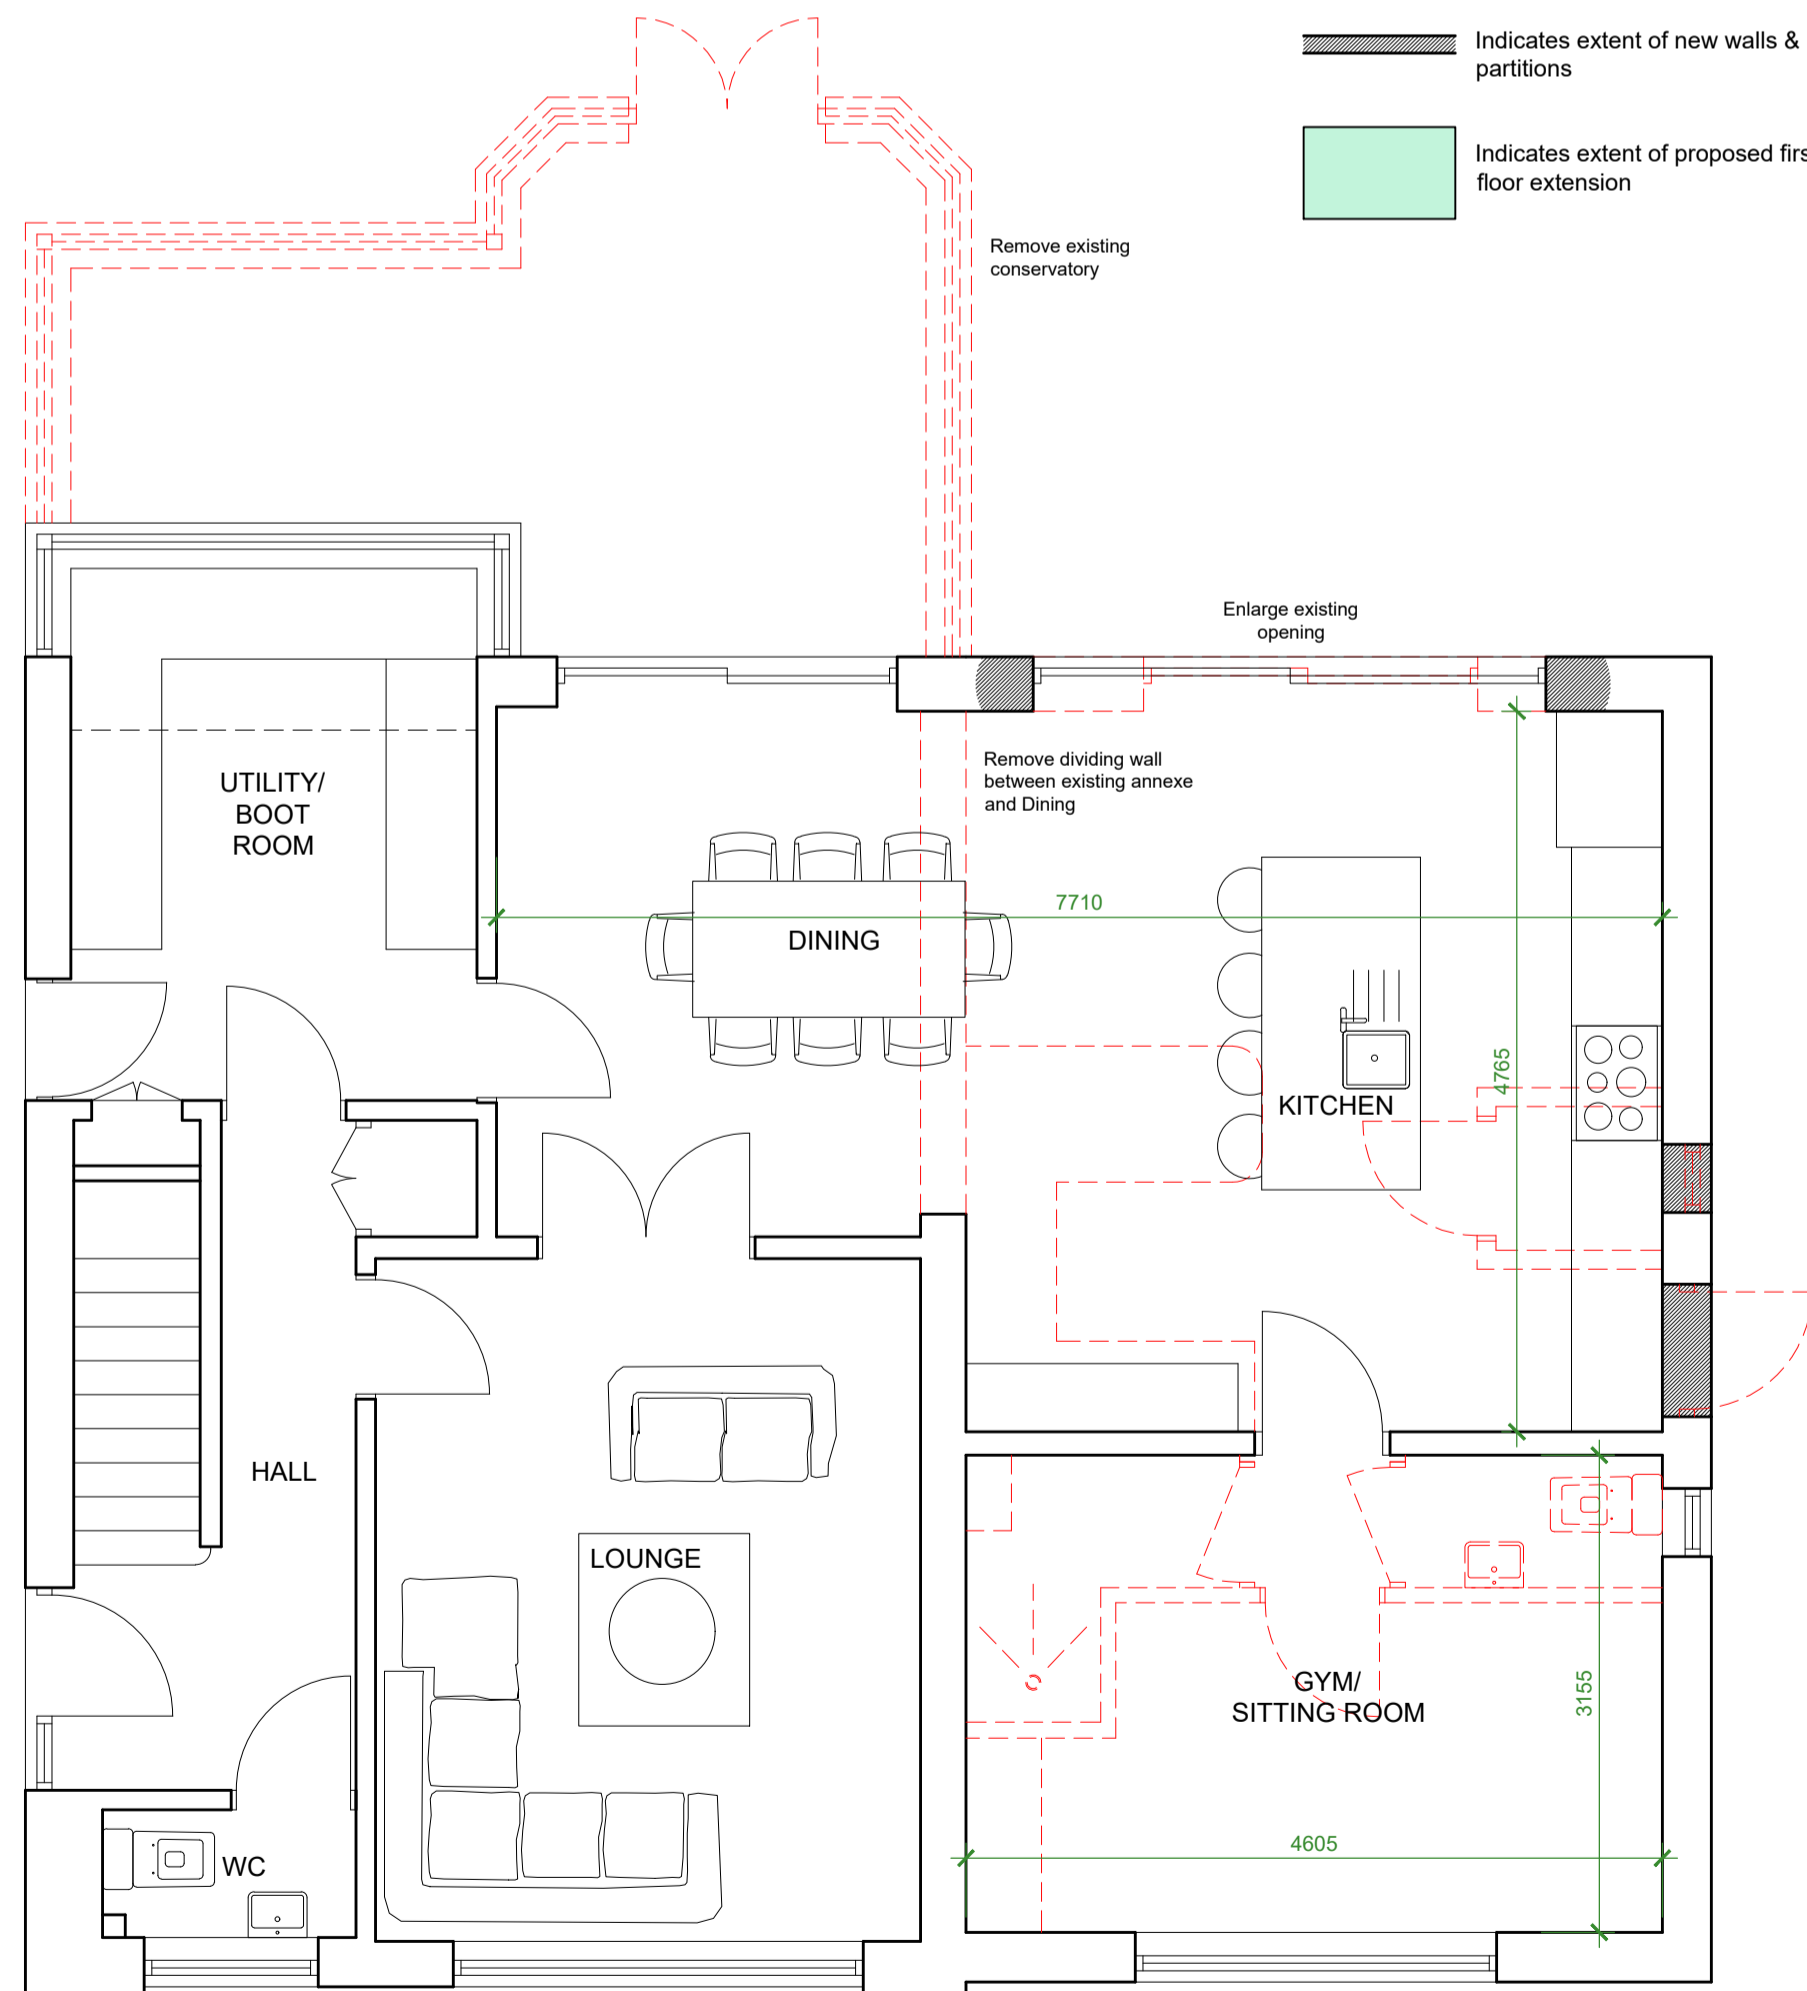 Indicates extent of new walls &
partitions
Indicates extent of proposed
floor extension
Remove existing
conservatory
Enlarge existing
opening
Remove dividing wall
between existing annexe
and Dining
UTILITY/
BOOT
ROOM
7710
DINING
4765
KITCHEN
HALL
LOUNGE
GYM/
SITTING ROOM
3155
4605
WC